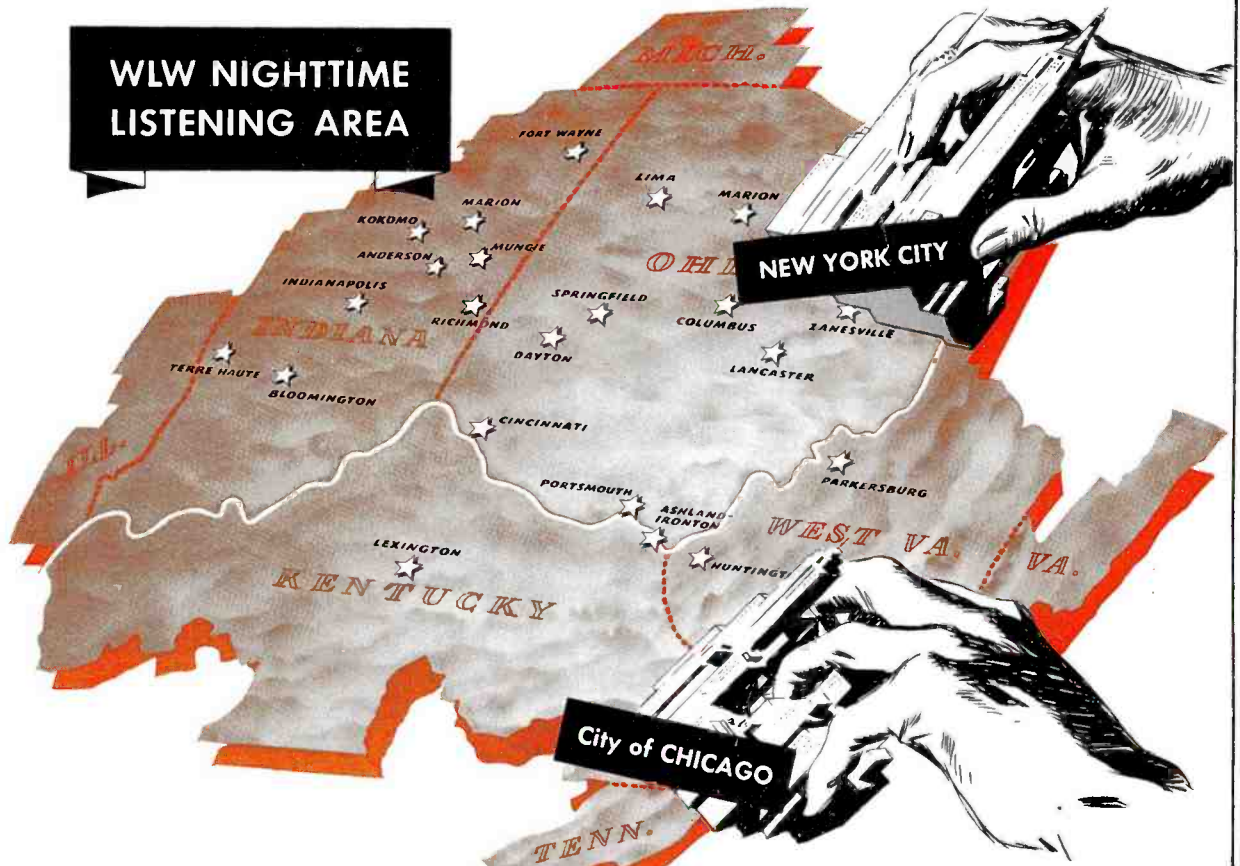 WLW NIGHTTIME
LISTENING AREA
MICH.
FORT WAYNE
LIMA
MARION
KOKOMO
MARION
ANDERSON
MUNCIE
OHI
NEW YORK CITY
INDIANAPOLIS
SPRINGFIELD
COLUMBUS
ZANESVILLE
INDIANA
RICHMOND
DAYTON
LANCASTER
TERRE HAUTE
BLOOMINGTON
CINCINNATI
ILL.
PARKERSBURG
PORTSMOUTH
ASHLAND-
IRONTON
WEST VA.
VA.
LEXINGTON
HUNTINGT
KENTUCKY
City of CHICAGO
TENN.